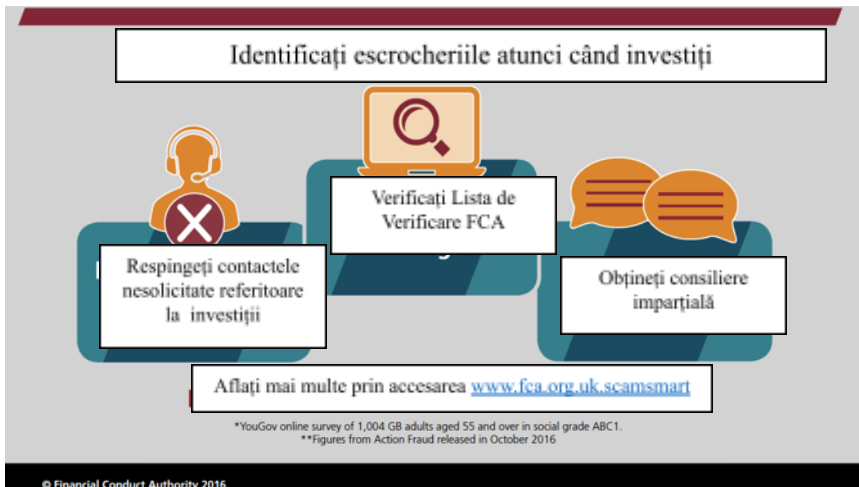 Identificați escrocheriile atunci când investiți
Verificați Lista de
Verificare FCA
Respingeți contactele
nesolicitate referitoare
la investiții
Obțineți consiliere
imparțială
Aflați mai multe prin accesarea www.fca.org.uk.scamsmart
*YouGov online survey of 1,004 GB adults aged 55 and over in social grade ABC1.
**Figures from Action Fraud released in October 2016
© Financial Conduct Authority 2016